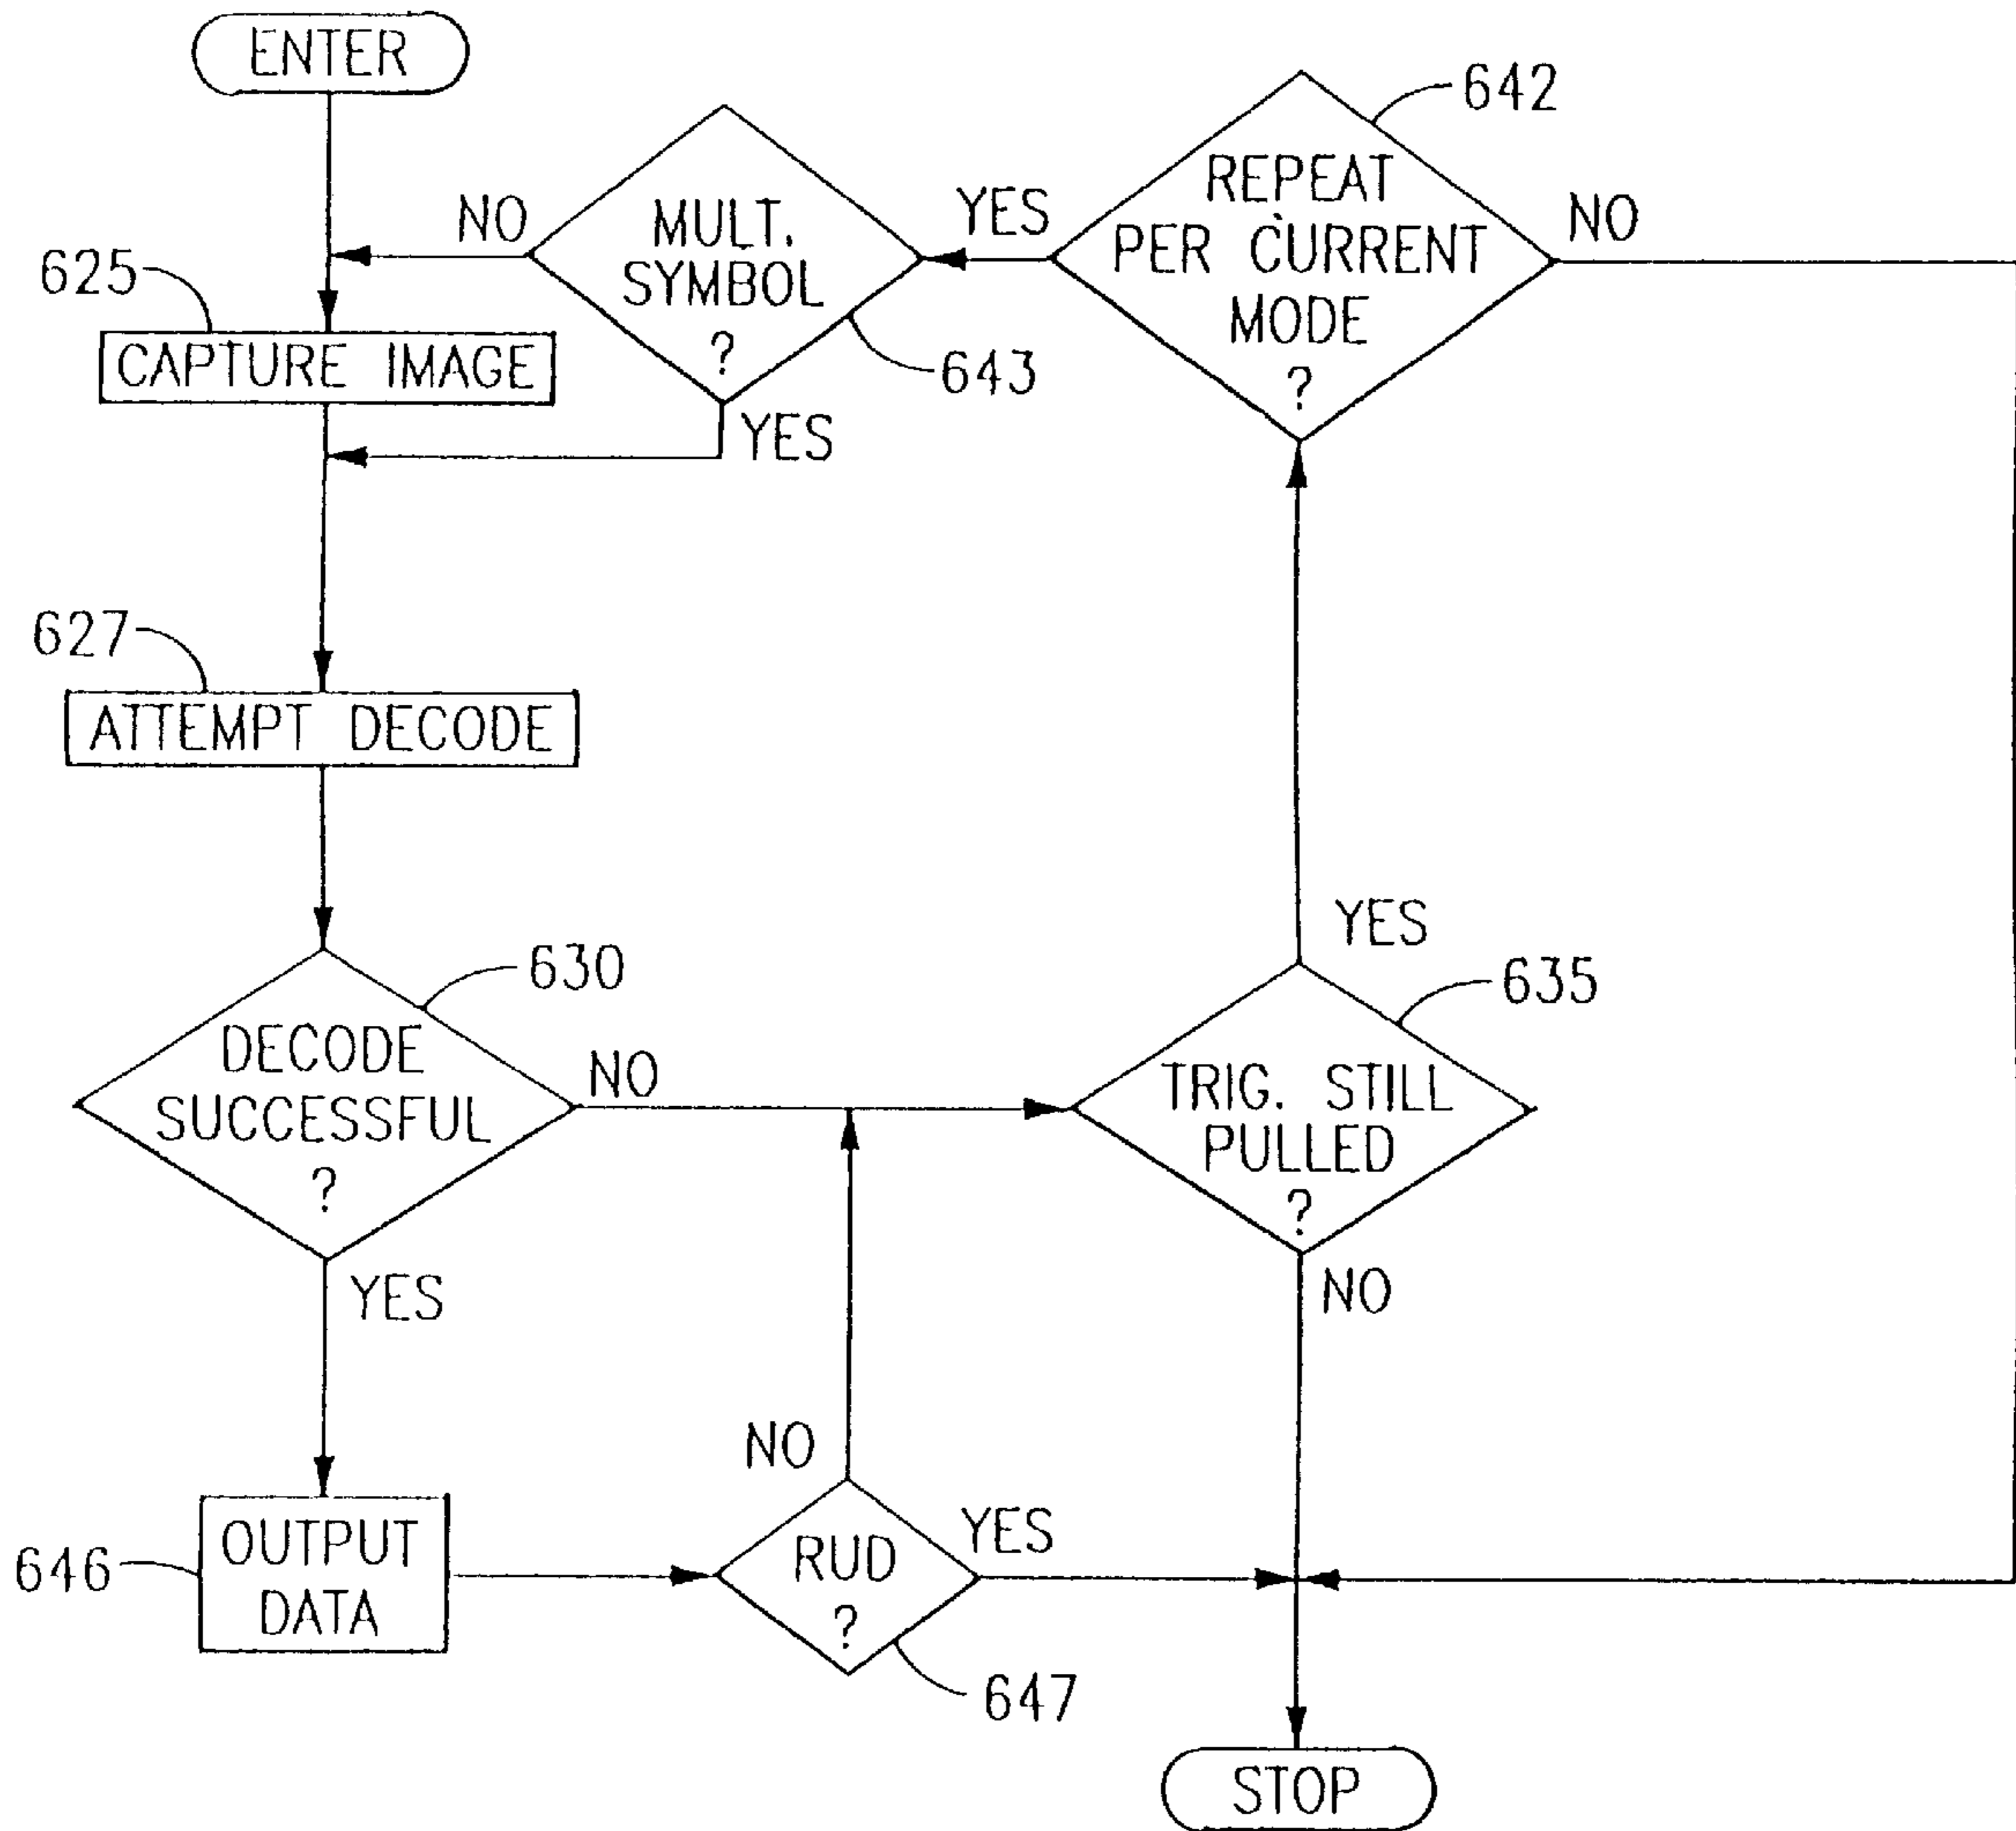 ENTER
642
REPEAT
PER CURRENT
MODE
?
YES
NO
MULT.
SYMBOL
?
NO
643
YES
625
CAPTURE IMAGE
627
ATTEMPT DECODE
630
DECODE
SUCCESSFUL
?
NO
YES
635
TRIG. STILL
PULLED
?
YES
NO
646
OUTPUT
DATA
NO
RUD
?
YES
647
STOP